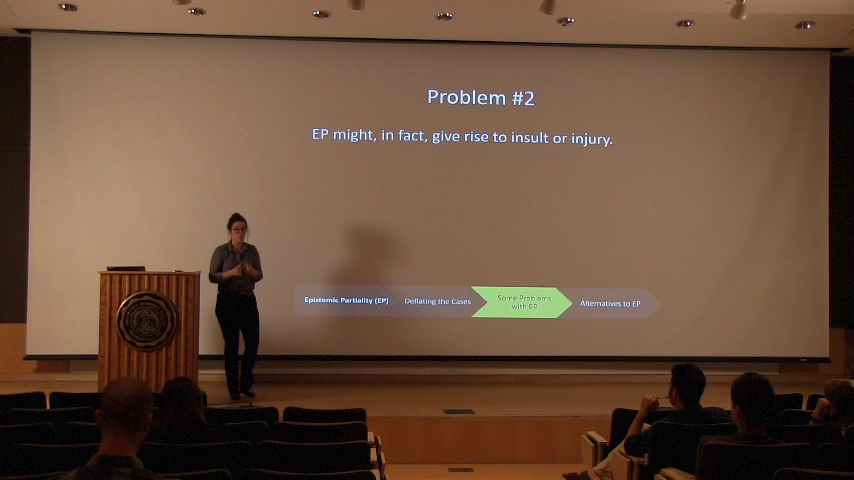 Problem #2
EP might, in fact, give rise to insult or injury.
Epistemic Partiality (EP)
Deflating the Cases
Some Problems
with EP
Alternatives to EP